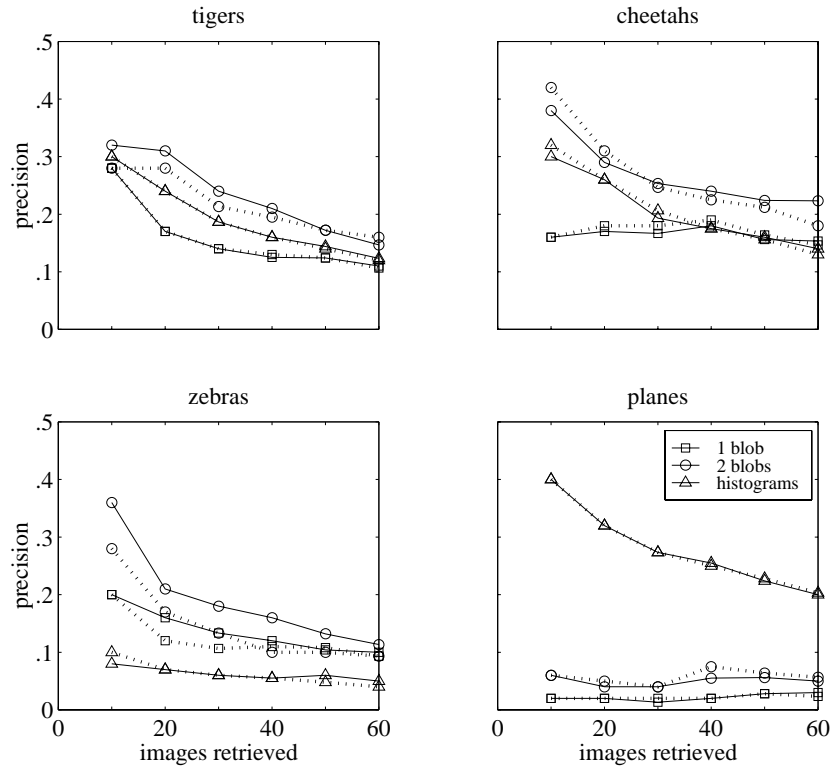 tigers
cheetahs
.5
.4
.3
.2
.1
0
precision
zebras
planes
.5
.4
.3
.2
.1
0
precision
1 blob
2 blobs
histograms
0 20 40 60
0 20 40 60
images retrieved
images retrieved